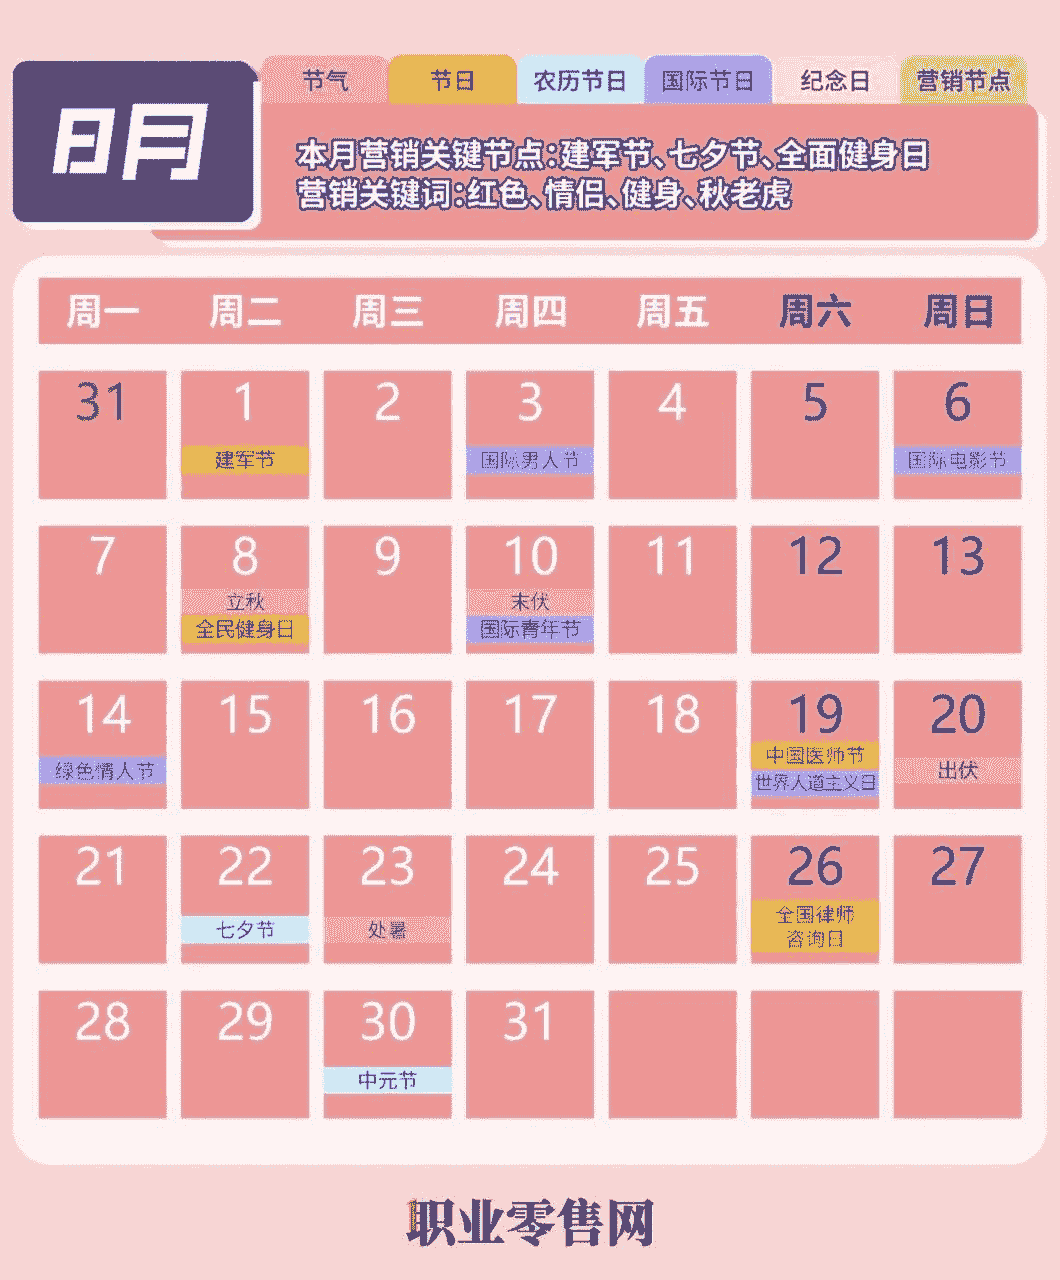 8月
节气 节日 农历节日 国际节日 纪念日 营销节点
本月营销关键节点:建军节、七夕节、全面健身日
营销关键词:红色、情侣、健身、秋老虎
周一 周二 周三 周四 周五 周六 周日
31 1 2 3 4 5 6
建军节 国际男人节 国际电影节
7 8 9 10 11 12 13
立秋 末伏
全民健身日 国际青年节
14 15 16 17 18 19 20
绿色情人节 中国医师节 出伏
世界人道主义日
21 22 23 24 25 26 27
七夕节 处暑 全国律师
咨询日
28 29 30 31
中元节
职业零售网